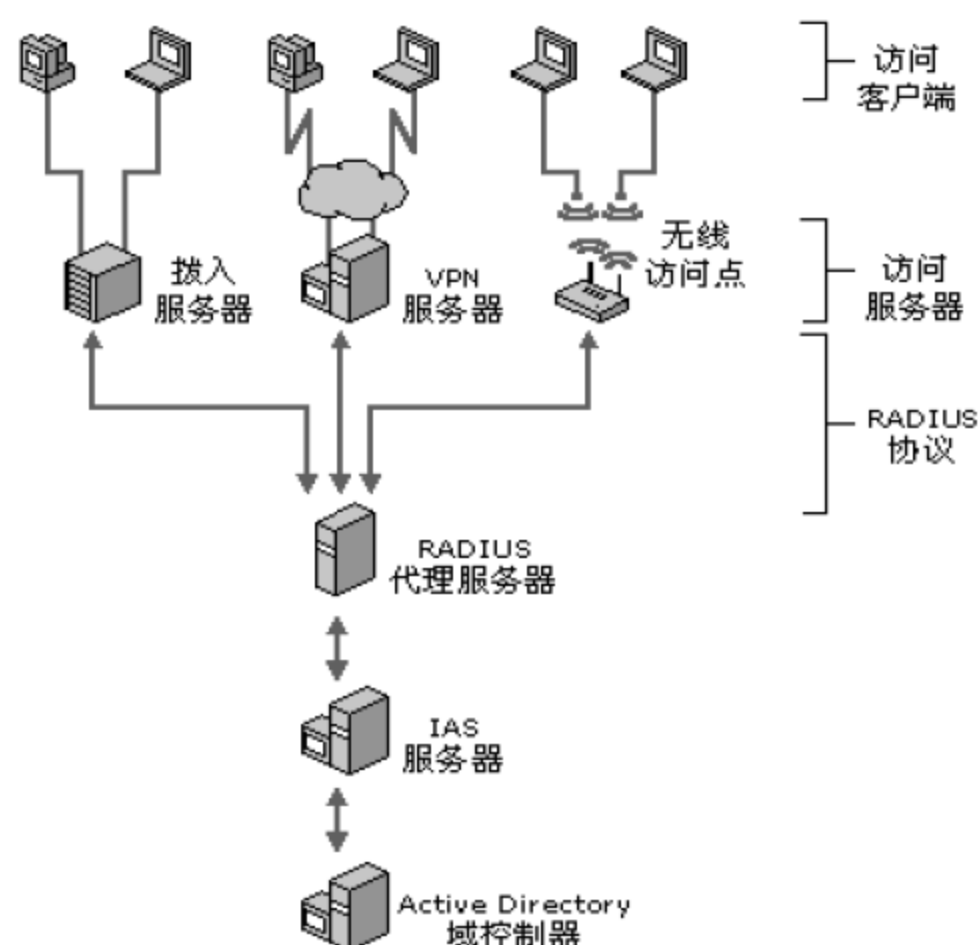 访问
客户端
拨入
服务器
VPN
服务器
无线
访问点
访问
服务器
RADIUS
协议
RADIUS
代理服务器
IAS
服务器
Active Directory
域控制器